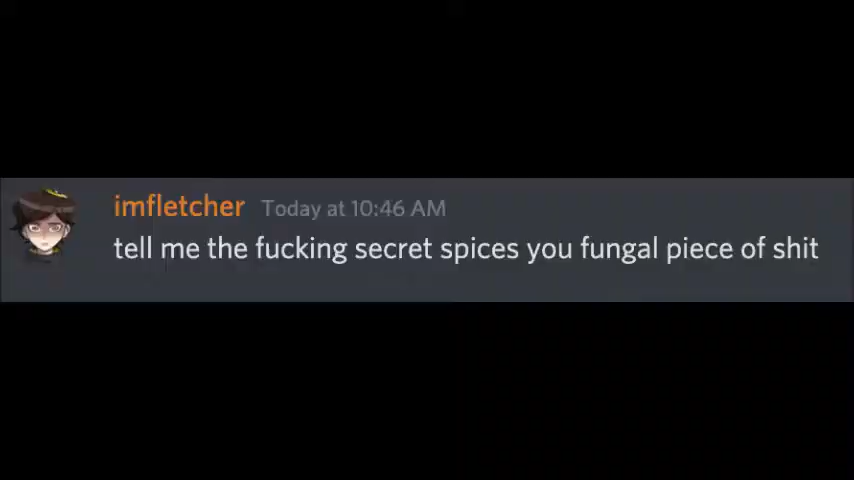 imfletcher Today at 10:46 AM
tell me the fucking secret spices you fungal piece of shit